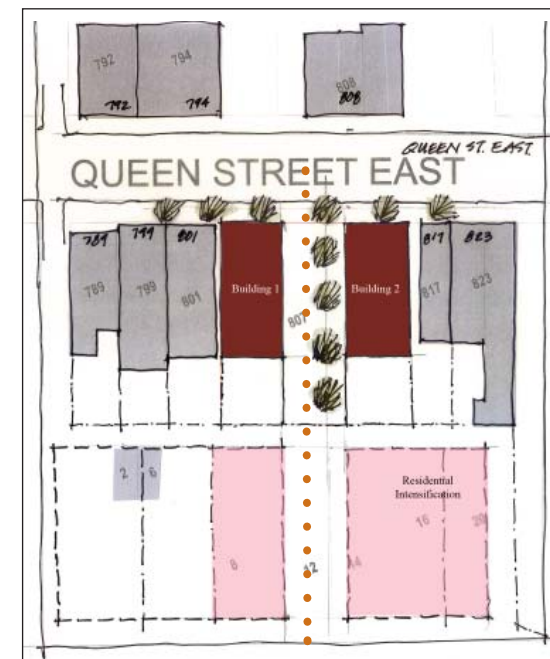 792 794
808
792 794
808
QUEEN ST. EAST
QUEEN STREET EAST
789 799 801
817 823
789 799 801
Building 1
807
Building 2
817 823
2 6
Residential
Intensification
8
12
14
16
20